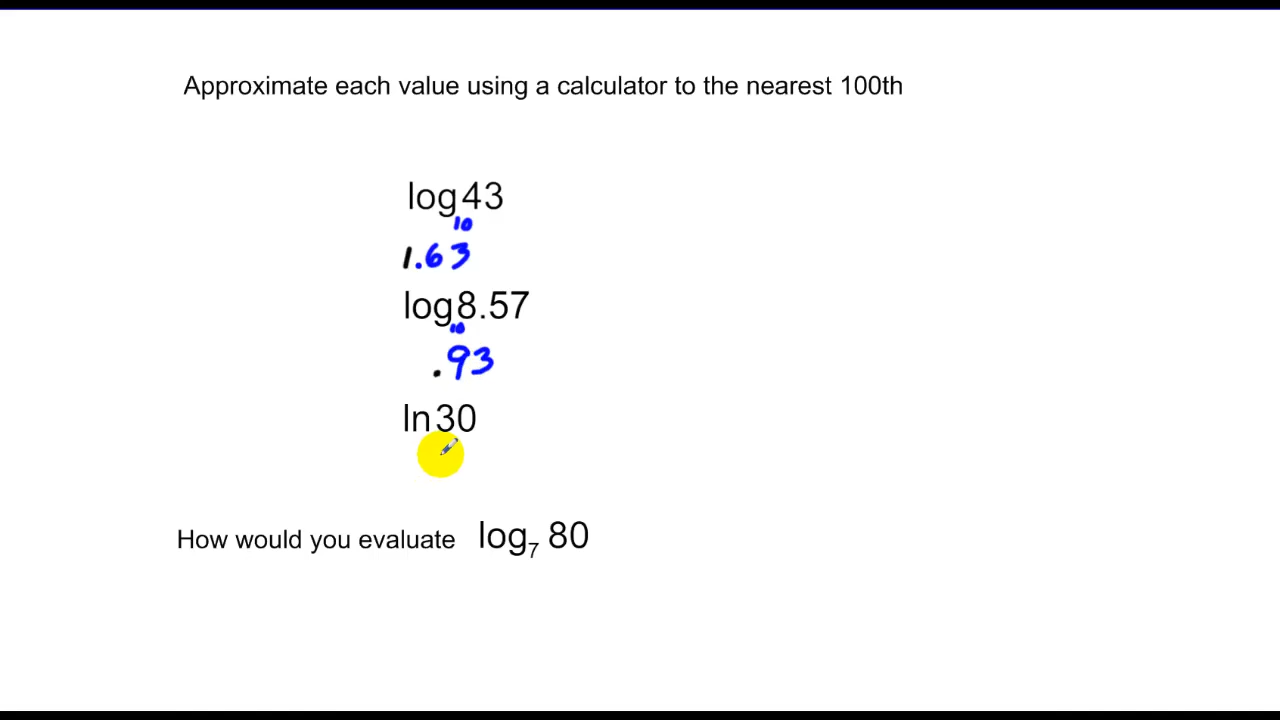 Approximate each value using a calculator to the nearest 100th
log43
10
1.63
log8.57
10
.93
ln30
How would you evaluate log₇ 80